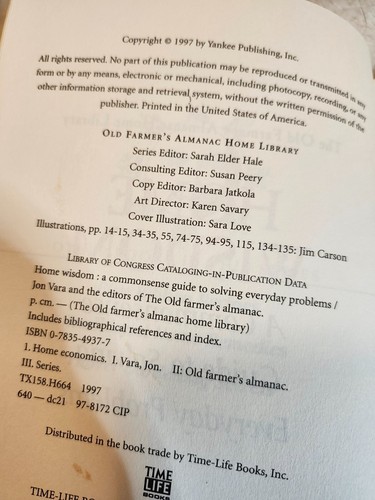 Copyright © 1997 by Yankee Publishing, Inc.
All rights reserved. No part of this publication may be reproduced or transmitted in any
form or by any means, electronic or mechanical, including photocopy, recording, or any
other information storage and retrieval system, without the written permission of the
publisher. Printed in the United States of America.
OLD FARMER'S ALMANAC HOME LIBRARY
Series Editor: Sarah Elder Hale
Consulting Editor: Susan Peery
Copy Editor: Barbara Jatkola
Art Director: Karen Savary
Cover Illustration: Sara Love
Illustrations, pp. 14-15, 34-35, 55, 74-75, 94-95, 115, 134-135: Jim Carson
LIBRARY OF CONGRESS CATALOGING-IN-PUBLICATION DATA
Home wisdom : a commonsense guide to solving everyday problems /
Jon Vara and the editors of The Old farmer's almanac.
p. cm. — (The Old farmer's almanac home library)
Includes bibliographical references and index.
ISBN 0-7835-4937-7
1. Home economics. I. Vara, Jon. II: Old farmer's almanac.
III. Series.
TX158.H664 1997
640 — dc21 97-8172 CIP
Distributed in the book trade by Time-Life Books, Inc.
TIME
LIFE
BOOKS
TIME-LIFE